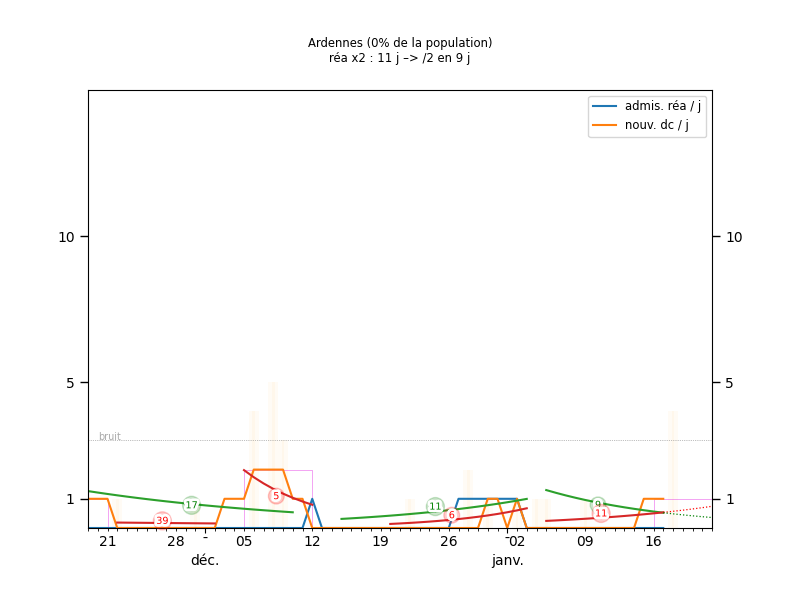 Ardennes (0% de la population)
réa x2 : 11 j –> /2 en 9 j
admis. réa / j
nouv. dc / j
10 10
5 5
bruit
1 1
17 39 5 11 6 9 11
21 28 - 05 12 19 26 - 02 09 16
déc. janv.